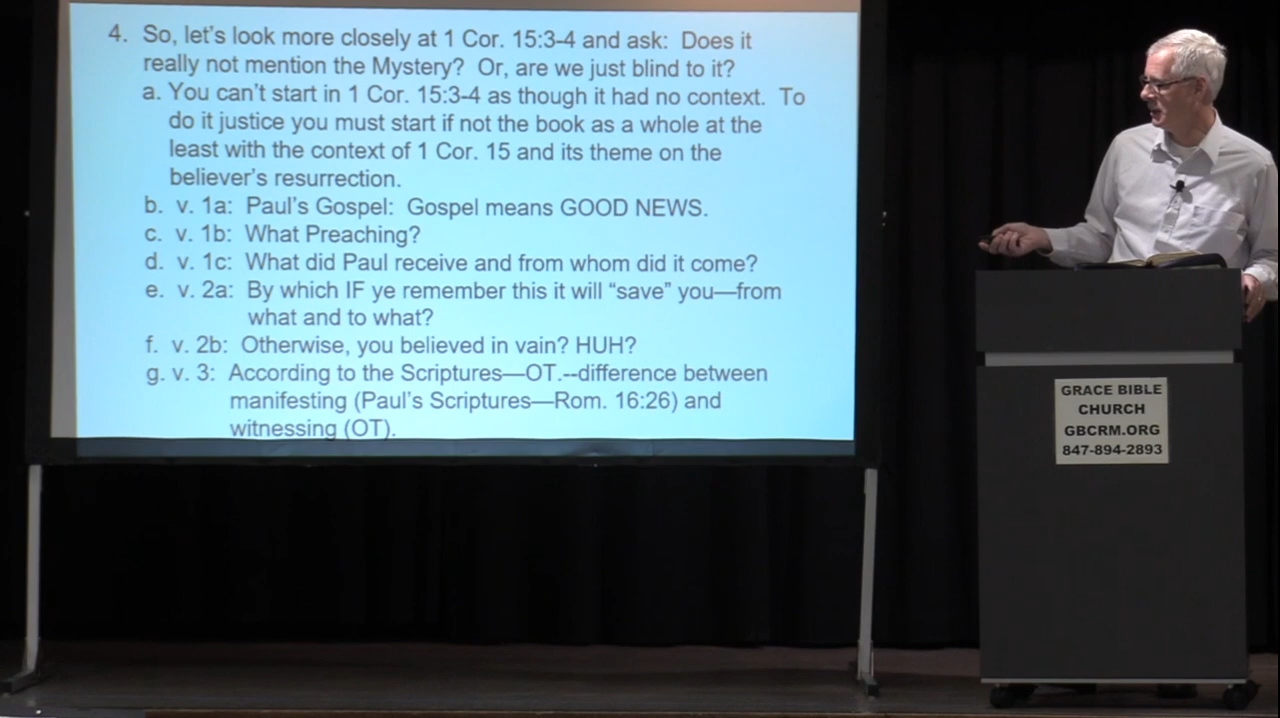 4. So, let's look more closely at 1 Cor. 15:3-4 and ask: Does it
really not mention the Mystery? Or, are we just blind to it?
a. You can't start in 1 Cor. 15:3-4 as though it had no context. To
do it justice you must start if not the book as a whole at the
least with the context of 1 Cor. 15 and its theme on the
believer's resurrection.
b. v. 1a: Paul's Gospel: Gospel means GOOD NEWS.
c. v. 1b: What Preaching?
d. v. 1c: What did Paul receive and from whom did it come?
e. v. 2a: By which IF ye remember this it will "save" you—from
what and to what?
f. v. 2b: Otherwise, you believed in vain? HUH?
g. v. 3: According to the Scriptures—OT.--difference between
manifesting (Paul's Scriptures—Rom. 16:26) and
witnessing (OT).
GRACE BIBLE
CHURCH
GBCRM.ORG
847-894-2893